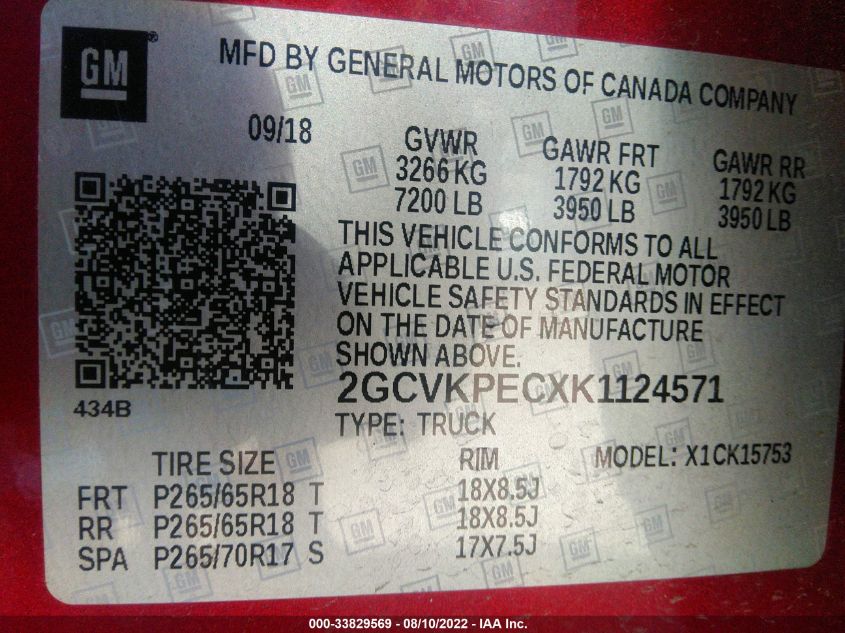 GM
MFD BY GENERAL MOTORS OF CANADA COMPANY
09/18
GVWR
3266 KG
7200 LB
GAWR FRT
1792 KG
3950 LB
GAWR RR
1792 KG
3950 LB
THIS VEHICLE CONFORMS TO ALL
APPLICABLE U.S. FEDERAL MOTOR
VEHICLE SAFETY STANDARDS IN EFFECT
ON THE DATE OF MANUFACTURE
SHOWN ABOVE.
434B
2GCVKPECXK1124571
TYPE: TRUCK
TIRE SIZE RIM MODEL: X1CK15753
FRT P265/65R18 T 18X8.5J
RR P265/65R18 T 18X8.5J
SPA P265/70R17 S 17X7.5J
000-33829569 - 08/10/2022 - IAA Inc.